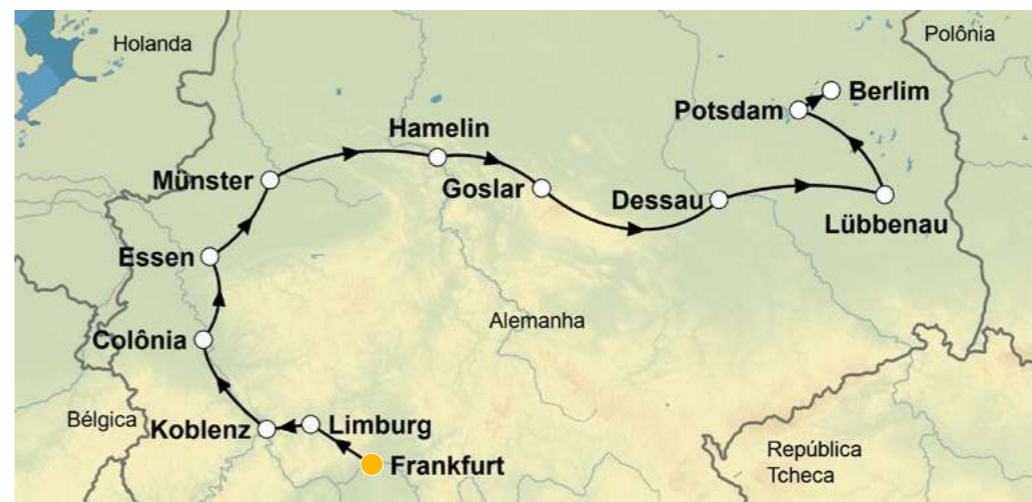 Holanda
Polônia
Berlim
Potsdam
Hamelin
Münster
Goslar
Dessau
Lübbenau
Essen
Alemanha
Colônia
Bélgica
Koblenz
Limburg
Frankfurt
República
Tcheca